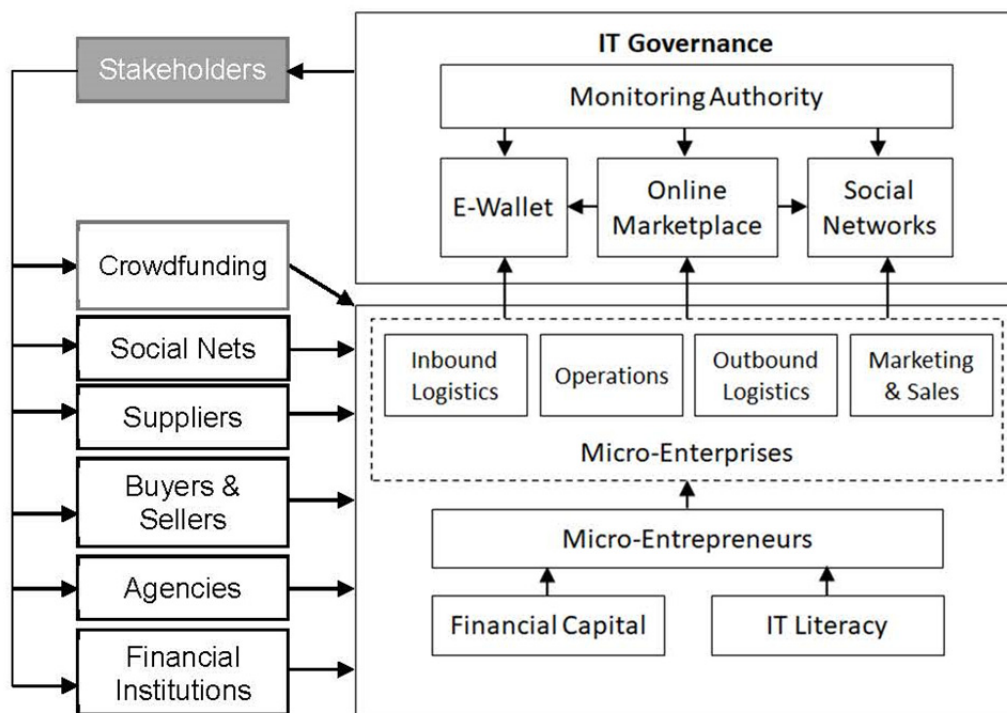 Stakeholders
IT Governance
Monitoring Authority
E-Wallet
Online
Marketplace
Social
Networks
Crowdfunding
Social Nets
Suppliers
Buyers &
Sellers
Agencies
Financial
Institutions
Inbound
Logistics
Operations
Outbound
Logistics
Marketing
& Sales
Micro-Enterprises
Micro-Entrepreneurs
Financial Capital
IT Literacy